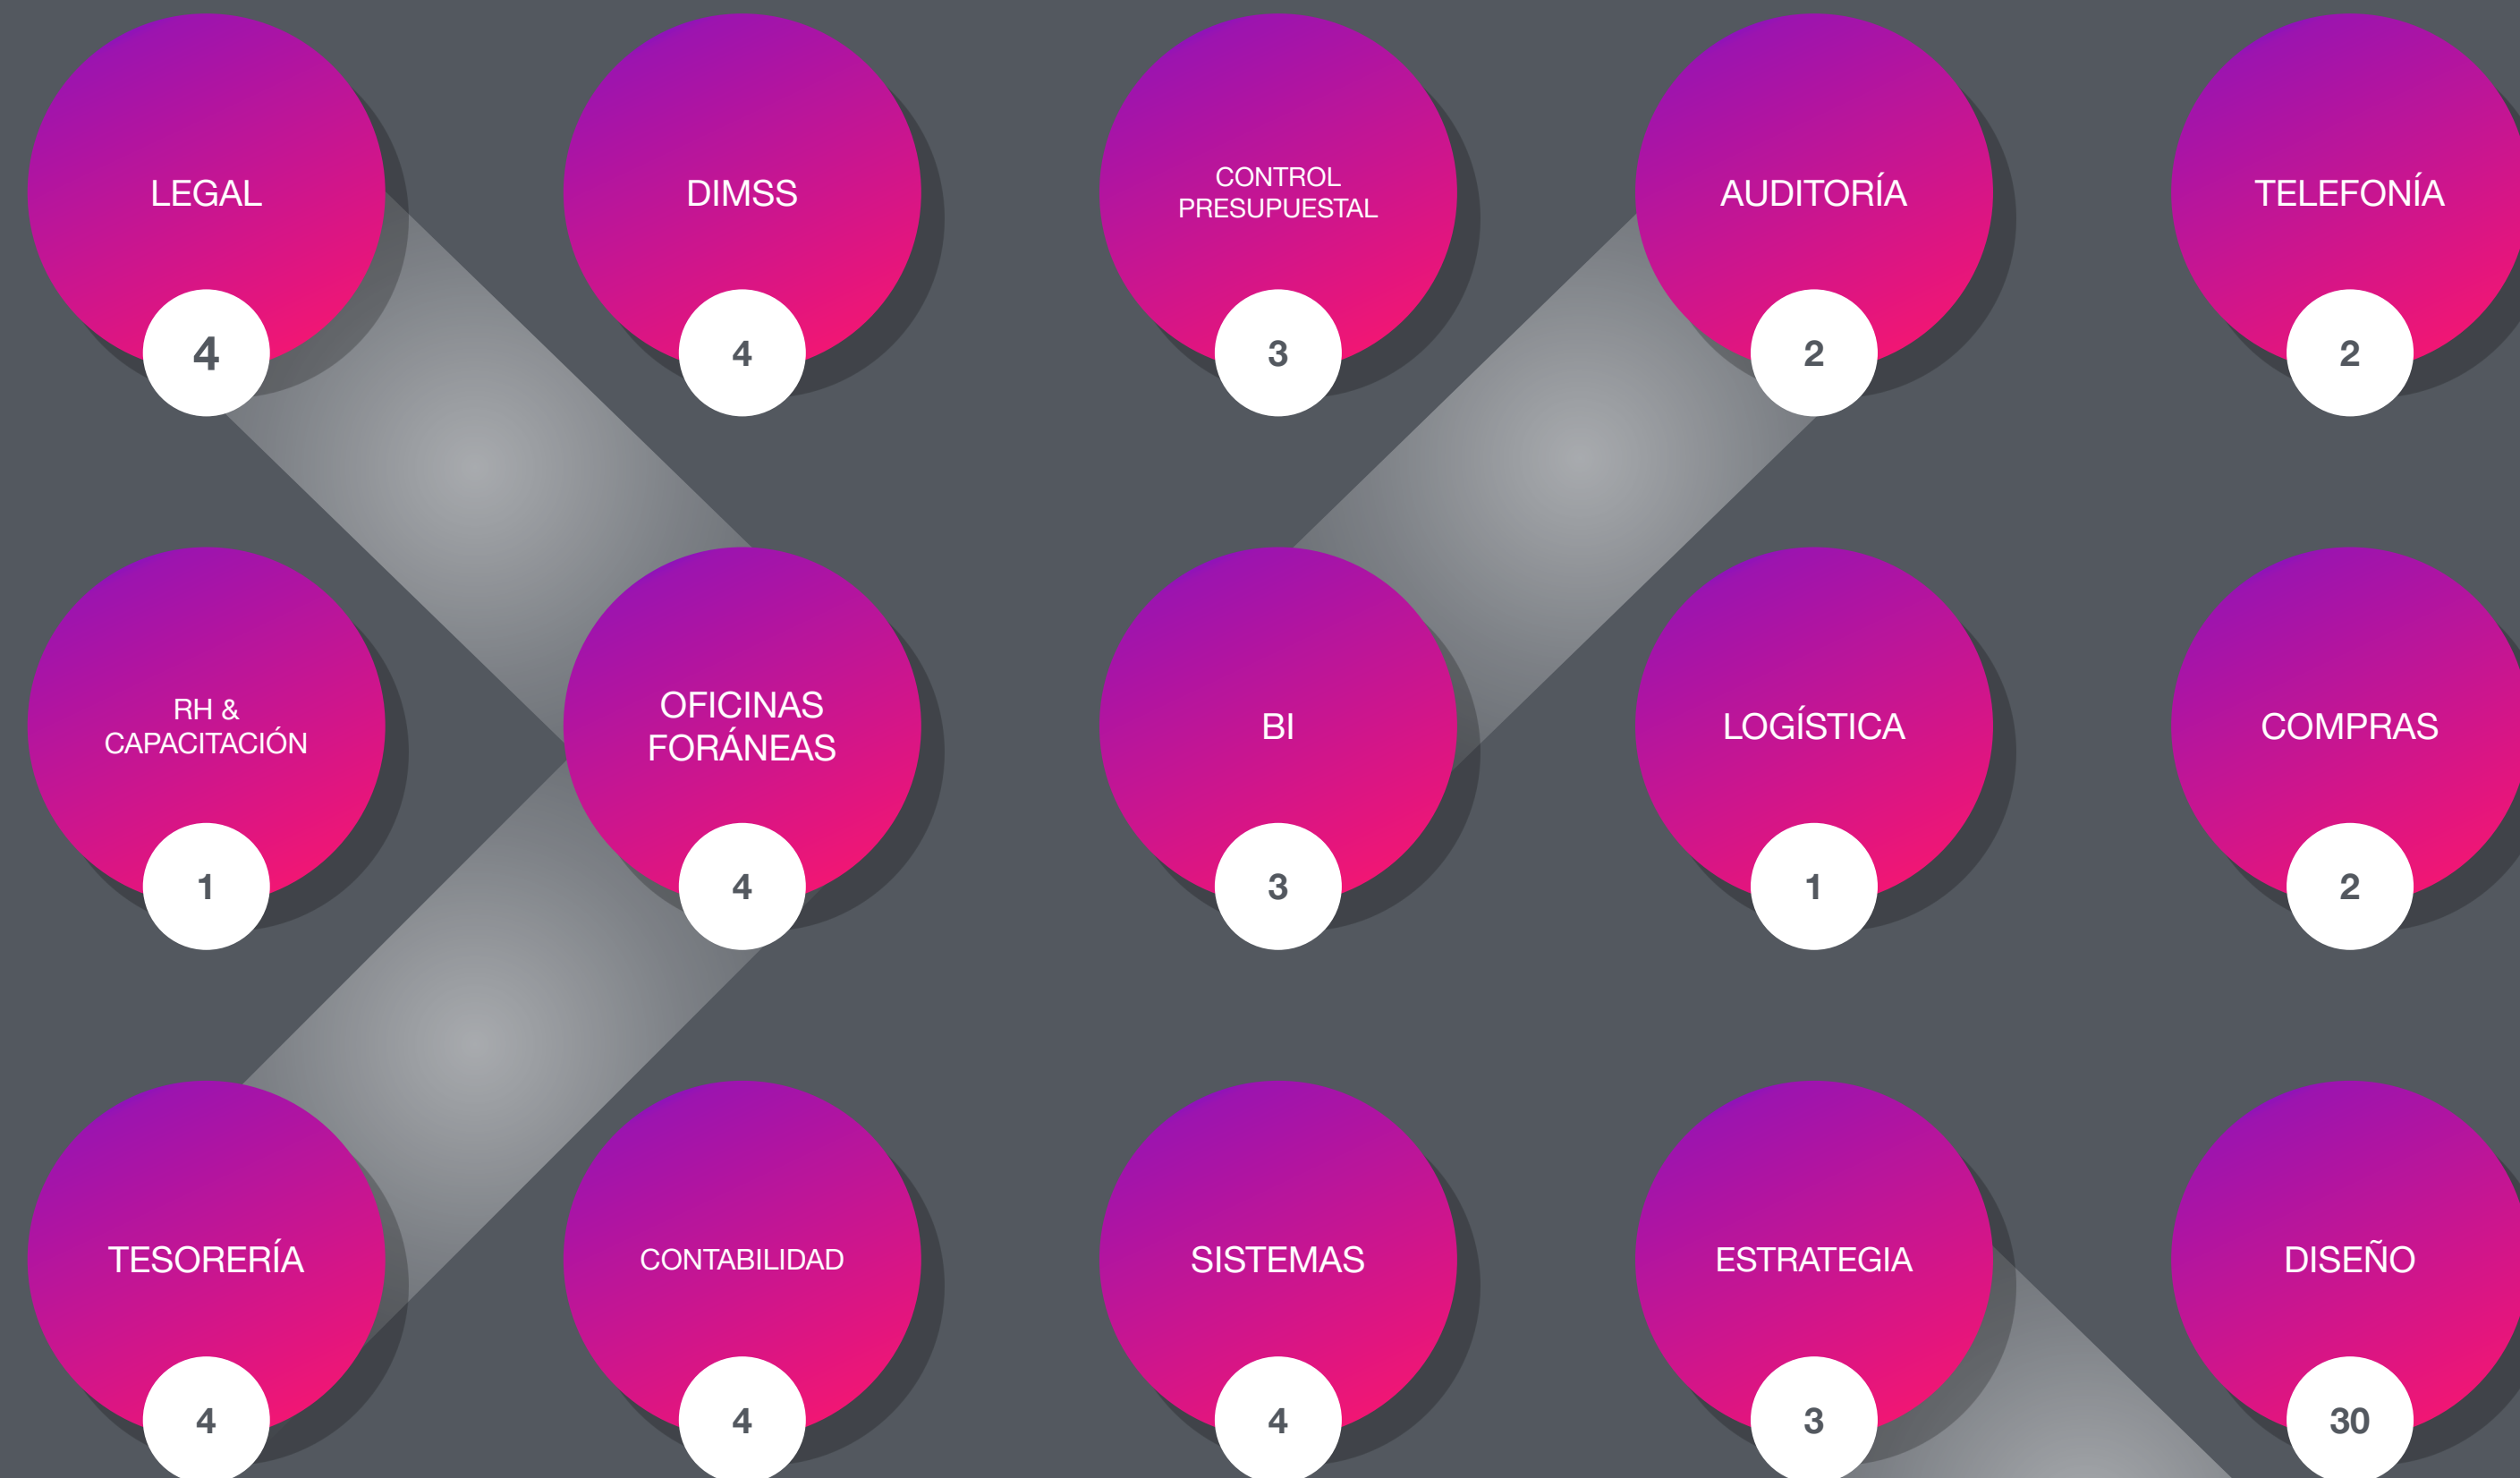 LEGAL
4
DIMSS
4
CONTROL
PRESUPUESTAL
3
AUDITORÍA
2
TELEFONÍA
2
RH &
CAPACITACIÓN
1
OFICINAS
FORÁNEAS
4
BI
3
LOGÍSTICA
1
COMPRAS
2
TESORERÍA
4
CONTABILIDAD
4
SISTEMAS
4
ESTRATEGIA
3
DISEÑO
30